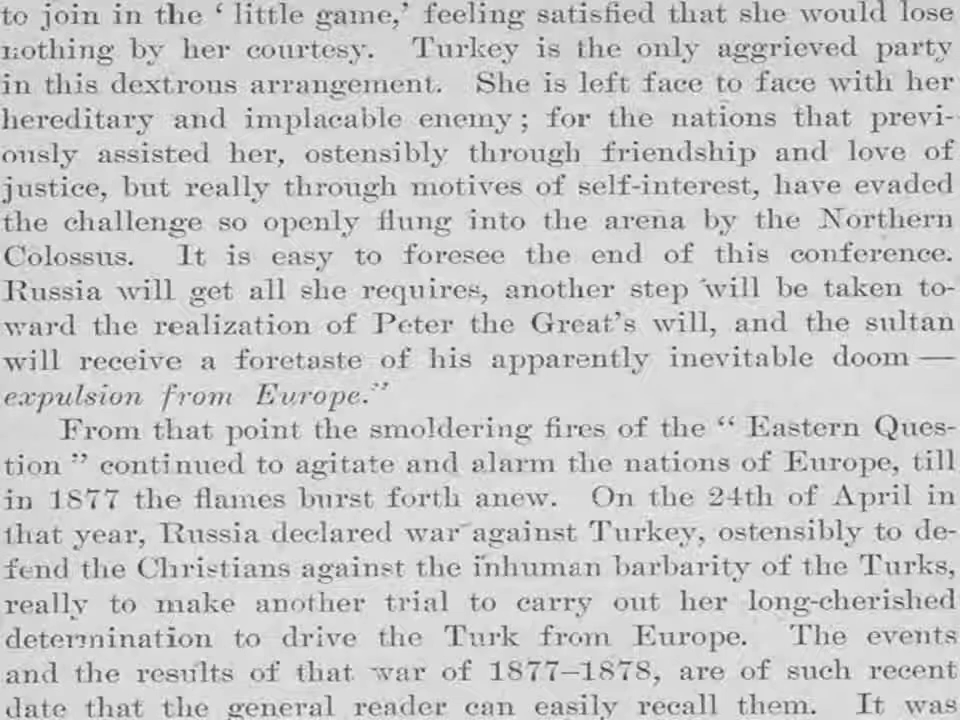 to join in the ‘little game,’ feeling satisfied that she would lose
nothing by her courtesy. Turkey is the only aggrieved party
in this dextrous arrangement. She is left face to face with her
hereditary and implacable enemy; for the nations that previ-
ously assisted her, ostensibly through friendship and love of
justice, but really through motives of self-interest, have evaded
the challenge so openly flung into the arena by the Northern
Colossus. It is easy to foresee the end of this conference.
Russia will get all she requires, another step will be taken to-
ward the realization of Peter the Great's will, and the sultan
will receive a foretaste of his apparently inevitable doom —
expulsion from Europe.”
From that point the smoldering fires of the “Eastern Ques-
tion” continued to agitate and alarm the nations of Europe, till
in 1877 the flames burst forth anew. On the 24th of April in
that year, Russia declared war against Turkey, ostensibly to de-
fend the Christians against the inhuman barbarity of the Turks,
really to make another trial to carry out her long-cherished
determination to drive the Turk from Europe. The events
and the results of that war of 1877–1878, are of such recent
date that the general reader can easily recall them. It was